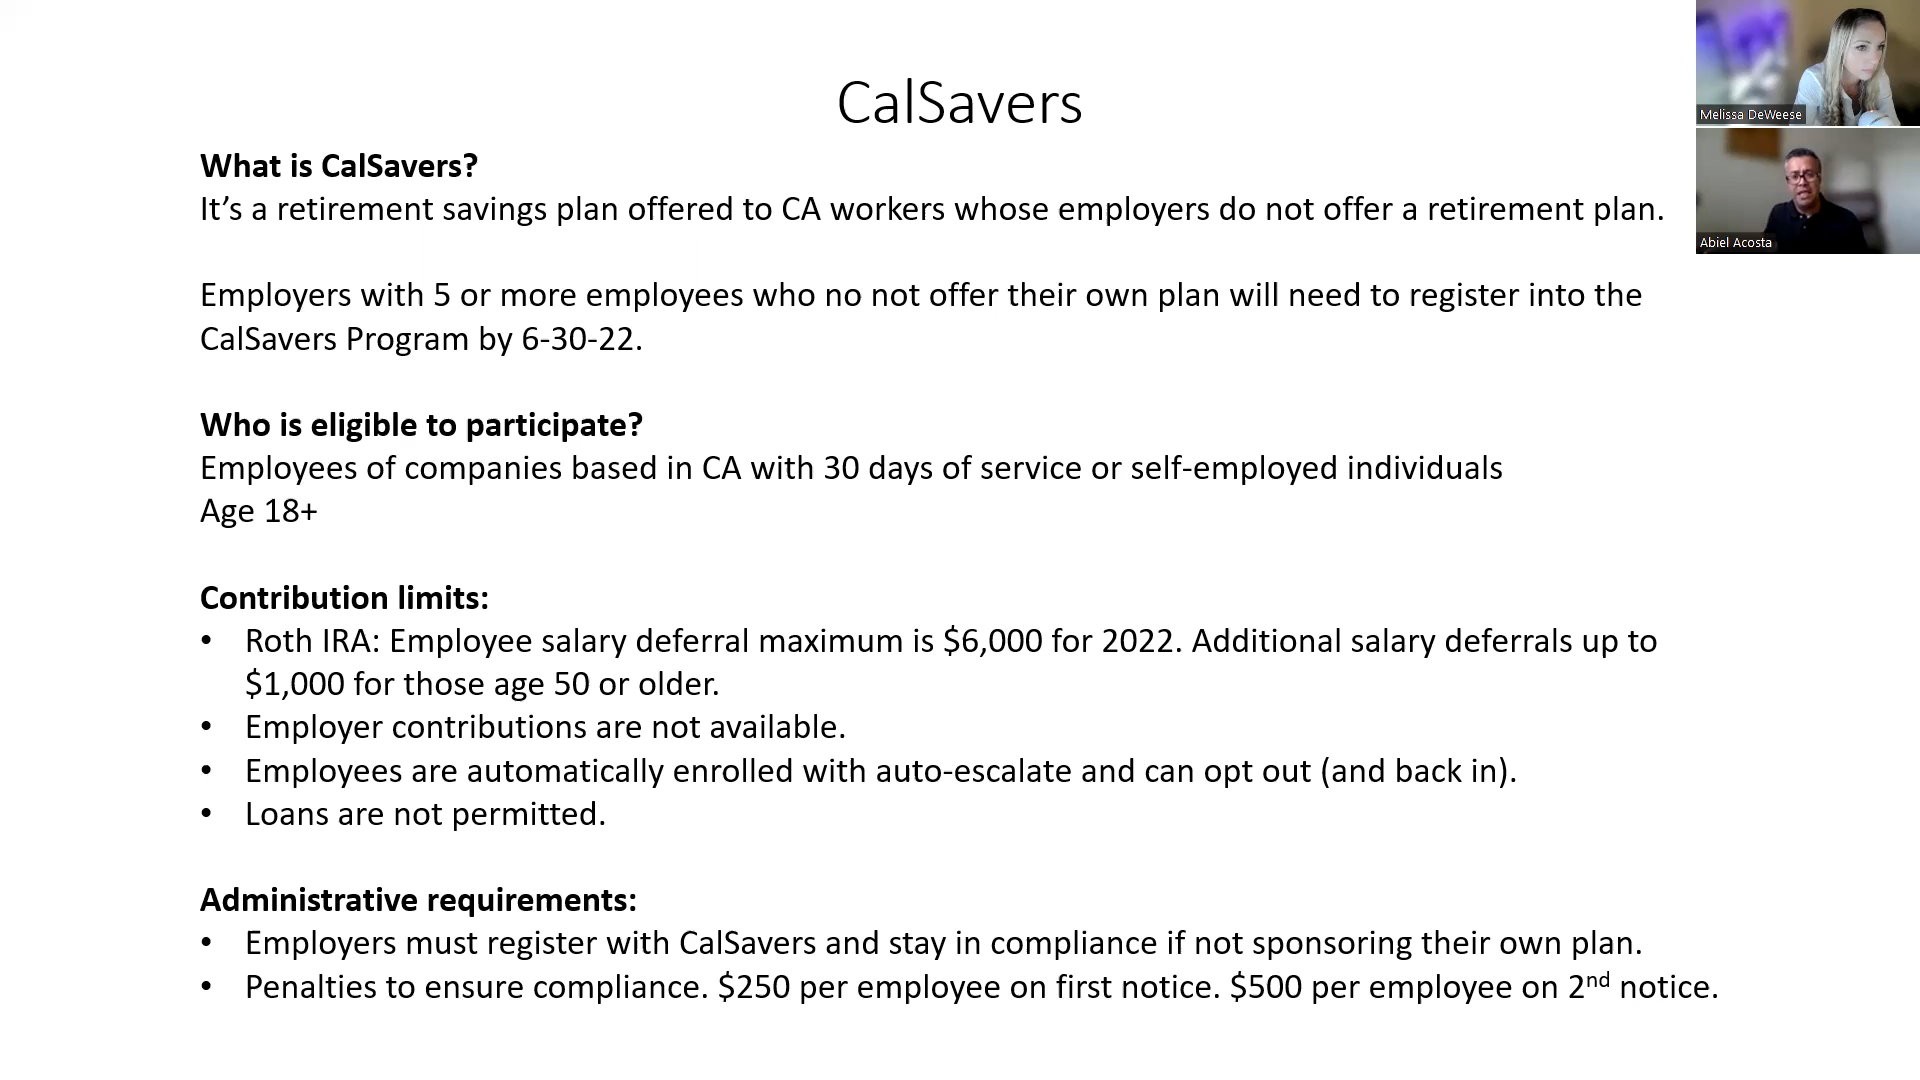 CalSavers
What is CalSavers?
It’s a retirement savings plan offered to CA workers whose employers do not offer a retirement plan.
Employers with 5 or more employees who no not offer their own plan will need to register into the
CalSavers Program by 6-30-22.
Who is eligible to participate?
Employees of companies based in CA with 30 days of service or self-employed individuals
Age 18+
Contribution limits:
• Roth IRA: Employee salary deferral maximum is $6,000 for 2022. Additional salary deferrals up to
$1,000 for those age 50 or older.
• Employer contributions are not available.
• Employees are automatically enrolled with auto-escalate and can opt out (and back in).
• Loans are not permitted.
Administrative requirements:
• Employers must register with CalSavers and stay in compliance if not sponsoring their own plan.
• Penalties to ensure compliance. $250 per employee on first notice. $500 per employee on 2nd notice.
Melissa DeWeese
Abiel Acosta